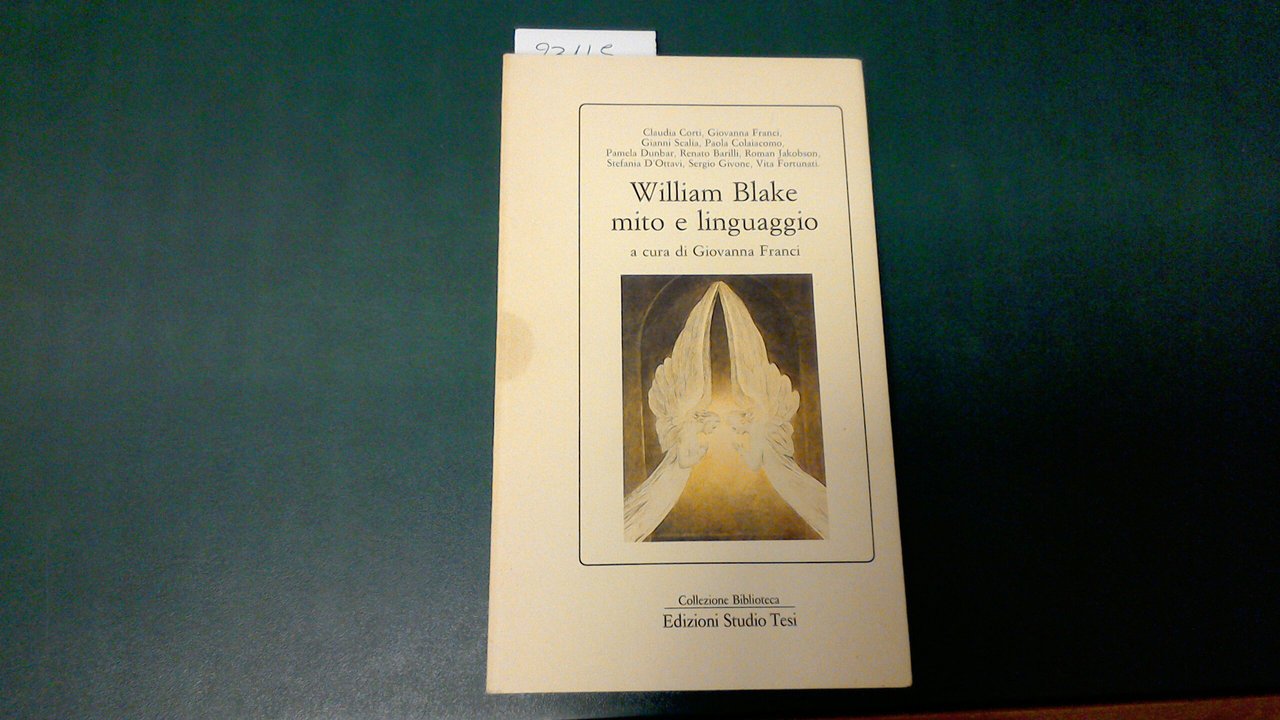 Claudia Corti, Giovanna Franci,
Gianni Scalia, Paola Colaiacomo,
Pamela Dunbar, Renato Barilli, Roman Jakobson,
Stefania D'Ottavi, Sergio Givone, Vita Fortunati.
William Blake
mito e linguaggio
a cura di Giovanna Franci
Collezione Biblioteca
Edizioni Studio Tesi